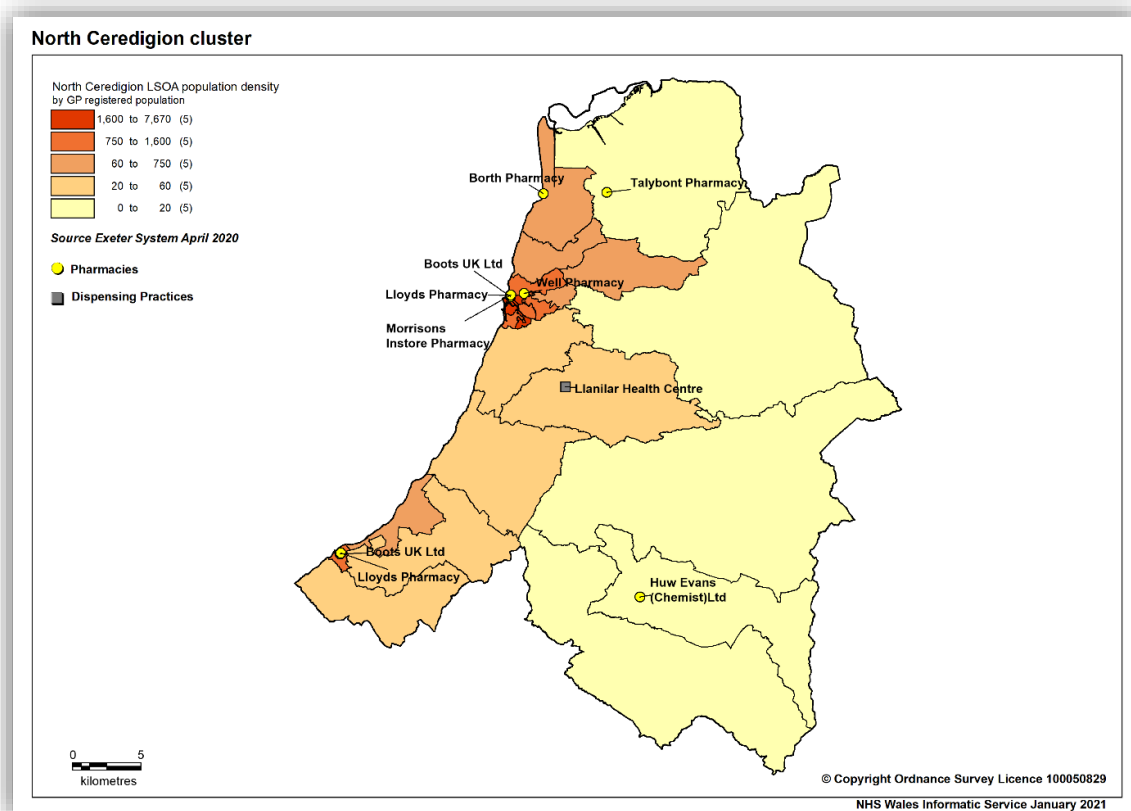 North Ceredigion cluster
North Ceredigion LSOA population density
by GP registered population
1,600 to 7,670 (5)
750 to 1,600 (5)
60 to 750 (5)
20 to 60 (5)
0 to 20 (5)
Source Exeter System April 2020
Pharmacies
Dispensing Practices
Borth Pharmacy
Talybont Pharmacy
Boots UK Ltd
Well Pharmacy
Lloyds Pharmacy
Morrisons
Instore Pharmacy
Llanilar Health Centre
Boots UK Ltd
Lloyds Pharmacy
Huw Evans
(Chemist)Ltd
0 5
kilometres
© Copyright Ordnance Survey Licence 100050829
NHS Wales Informatic Service January 2021